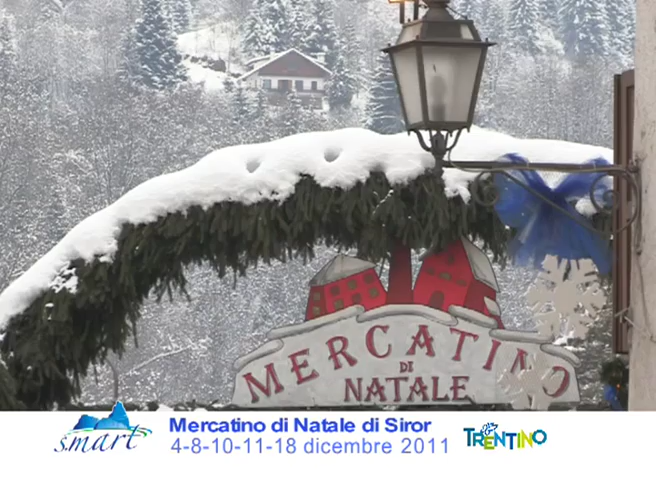 MERCATINO
DI
NATALE
smart
Mercatino di Natale di Siror
4-8-10-11-18 dicembre 2011
TRENTINO